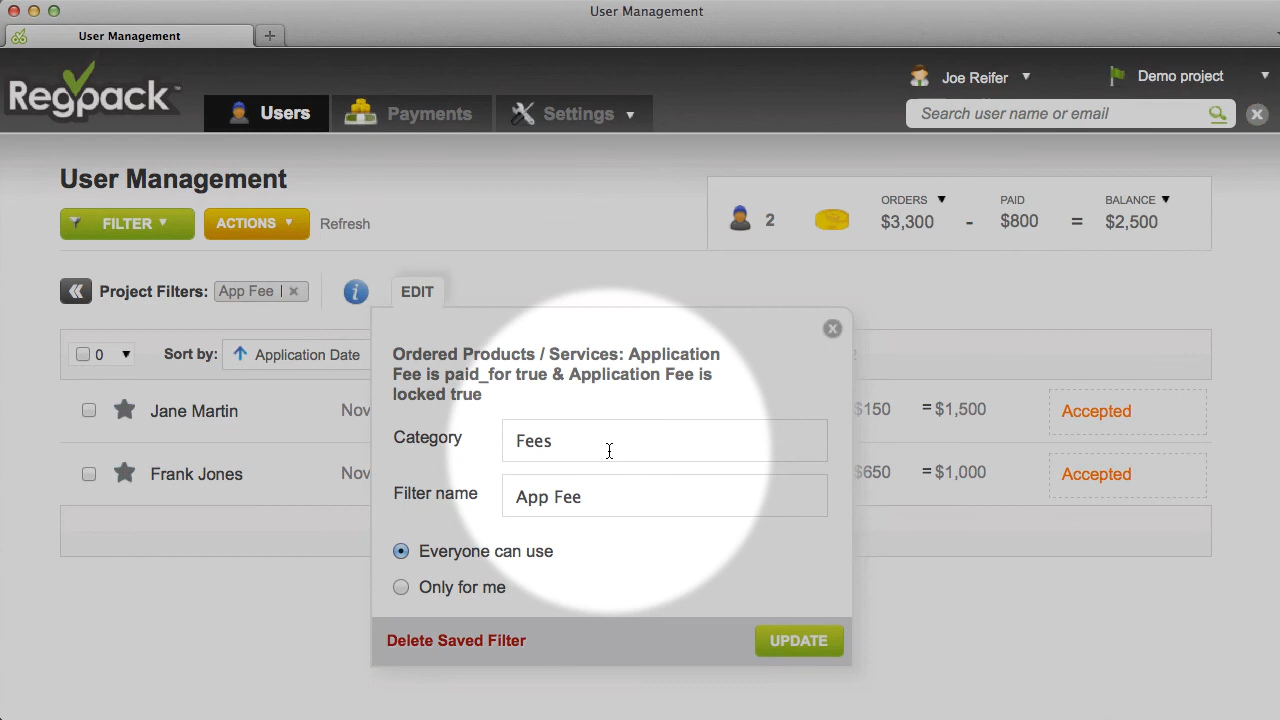 User Management
User Management
Regpack™
Users
Payments
Settings
Joe Reifer
Demo project
Search user name or email
User Management
FILTER
ACTIONS
Refresh
2
ORDERS
$3,300
-
PAID
$800
=
BALANCE
$2,500
Project Filters:
App Fee
EDIT
0
Sort by:
Application Date
Ordered Products / Services: Application
Fee is paid_for true & Application Fee is
locked true
Category
Fees
Filter name
App Fee
Everyone can use
Only for me
Delete Saved Filter
UPDATE
Jane Martin
Nov
$150
=$1,500
Accepted
Frank Jones
Nov
$650
=$1,000
Accepted